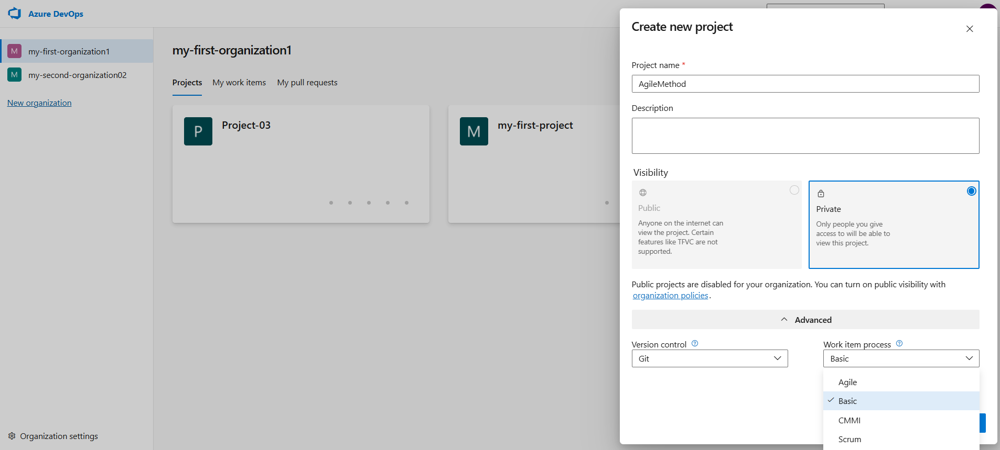 Azure DevOps
M
my-first-organization1
M
my-second-organization02
New organization
Organization settings
my-first-organization1
Projects
My work items
My pull requests
P
Project-03
M
my-first-project
Create new project
Project name *
AgileMethod
Description
Visibility
Public
Anyone on the internet can
view the project. Certain
features like TFVC are not
supported.
Private
Only people you give
access to will be able to
view this project.
Public projects are disabled for your organization. You can turn on public visibility with
organization policies.
Advanced
Version control ?
Git
Work item process ?
Basic
Agile
Basic
CMMI
Scrum